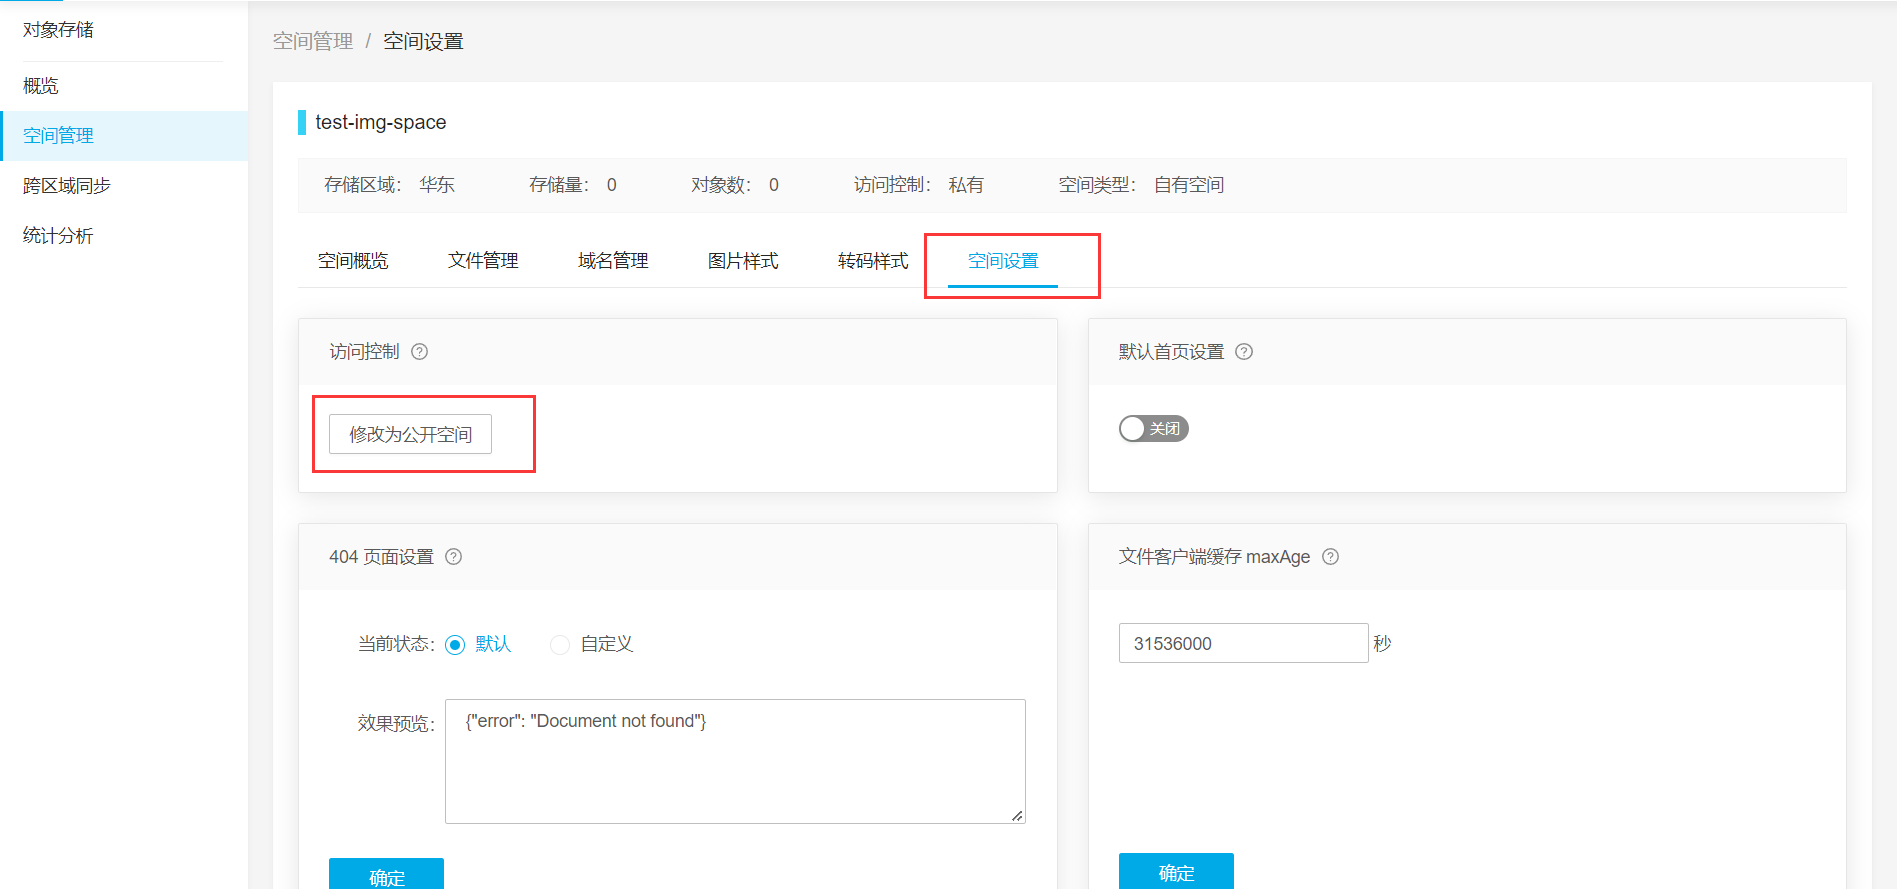 对象存储
概览
空间管理
跨区域同步
统计分析
空间管理 / 空间设置
test-img-space
存储区域： 华东 存储量： 0 对象数： 0 访问控制： 私有 空间类型： 自有空间
空间概览 文件管理 域名管理 图片样式 转码样式 空间设置
访问控制 ?
修改为公开空间
默认首页设置 ?
关闭
404 页面设置 ?
当前状态： 默认 自定义
效果预览： {"error": "Document not found"}
确定
文件客户端缓存 maxAge ?
31536000 秒
确定